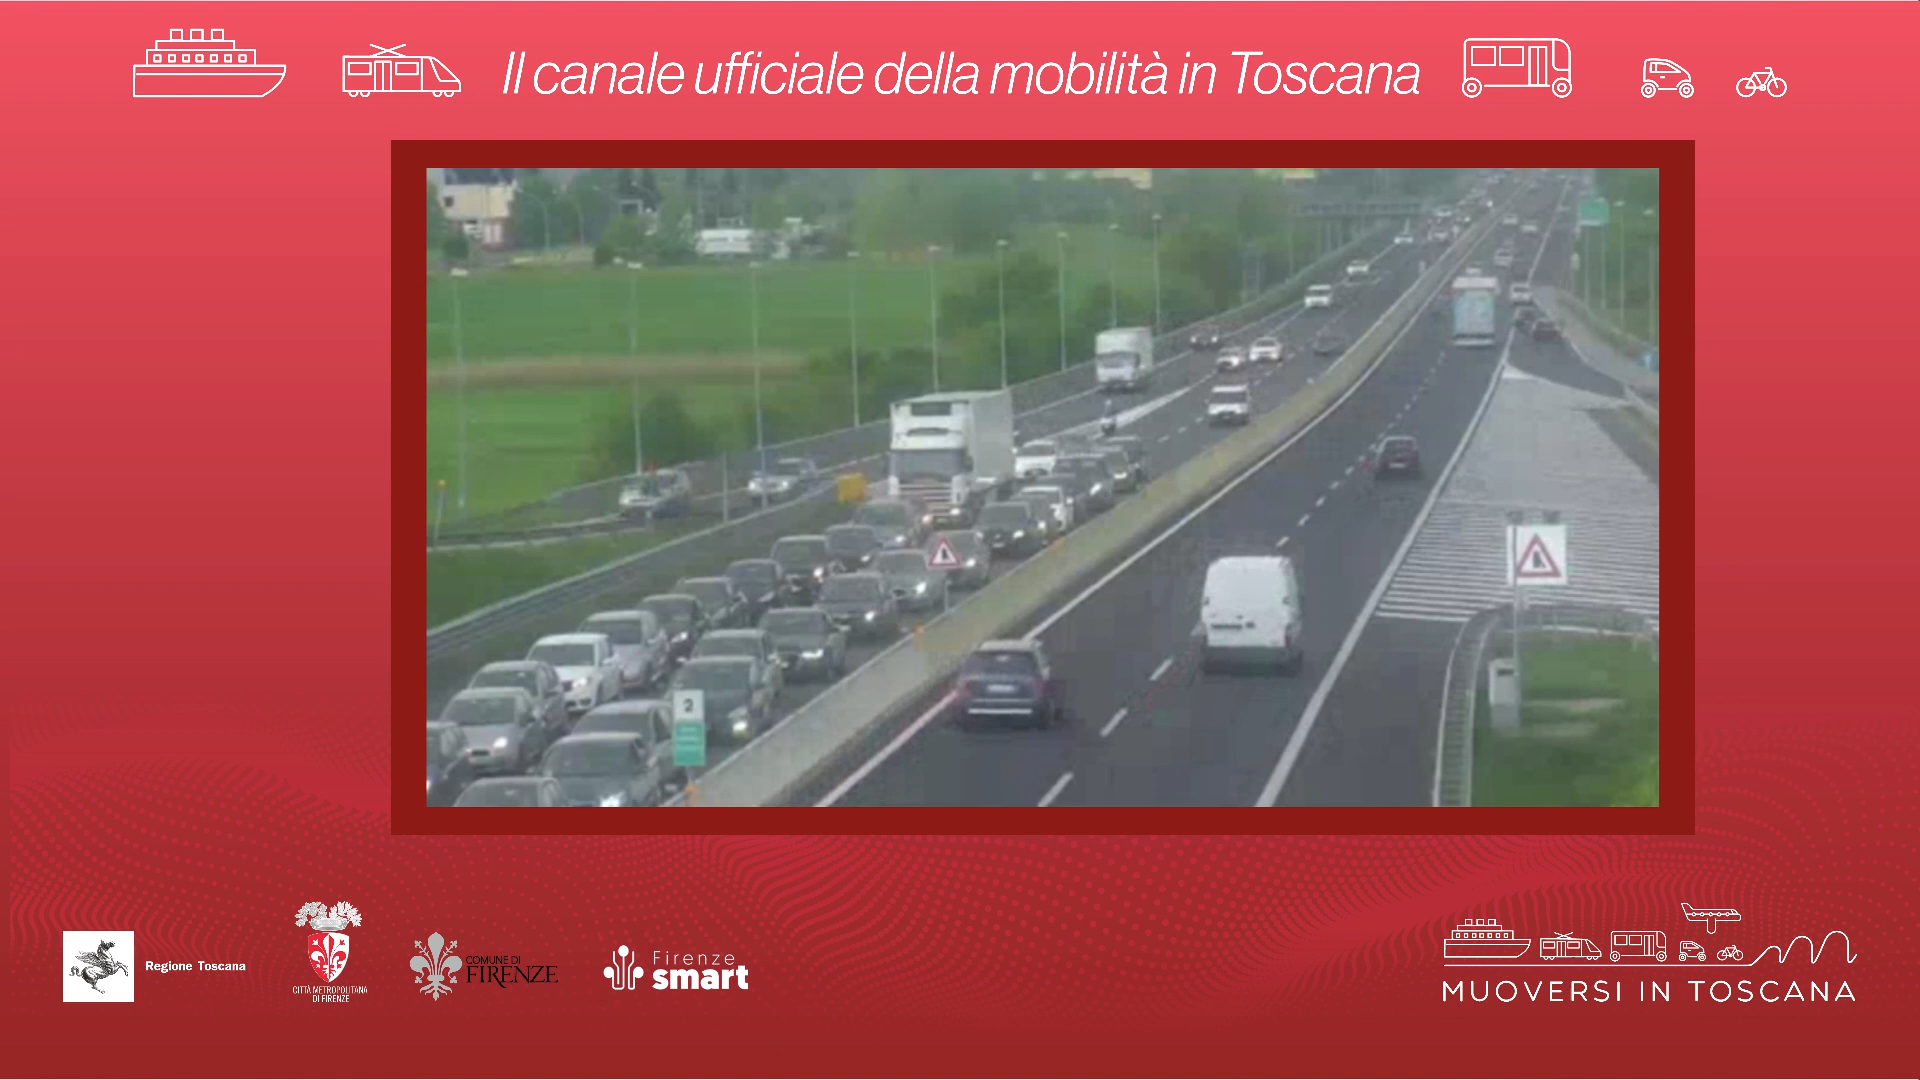 Il canale ufficiale della mobilità in Toscana
2
Regione Toscana
CITTÀ METROPOLITANA
DI FIRENZE
COMUNE DI
FIRENZE
Firenze
smart
MUOVERSI IN TOSCANA